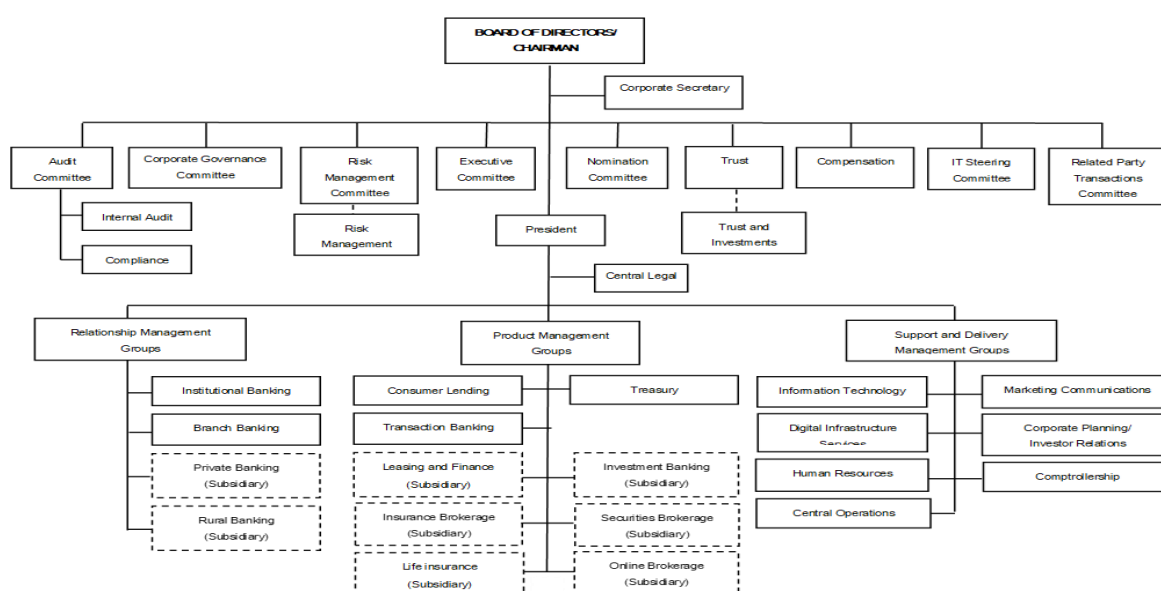 BOARD OF DIRECTORS/
CHAIRMAN
Corporate Secretary
Audit
Committee
Corporate Governance
Committee
Risk
Management
Committee
Executive
Committee
Nomination
Committee
Trust
Compensation
IT Steering
Committee
Related Party
Transactions
Committee
Internal Audit
Compliance
Risk
Management
President
Trust and
Investments
Central Legal
Relationship Management
Groups
Product Management
Groups
Support and Delivery
Management Groups
Institutional Banking
Branch Banking
Private Banking
(Subsidiary)
Rural Banking
(Subsidiary)
Consumer Lending
Treasury
Transaction Banking
Leasing and Finance
(Subsidiary)
Investment Banking
(Subsidiary)
Insurance Brokerage
(Subsidiary)
Securities Brokerage
(Subsidiary)
Life insurance
(Subsidiary)
Online Brokerage
(Subsidiary)
Information Technology
Marketing Communications
Digital Infrastructure
Services
Corporate Planning/
Investor Relations
Human Resources
Comptrollership
Central Operations